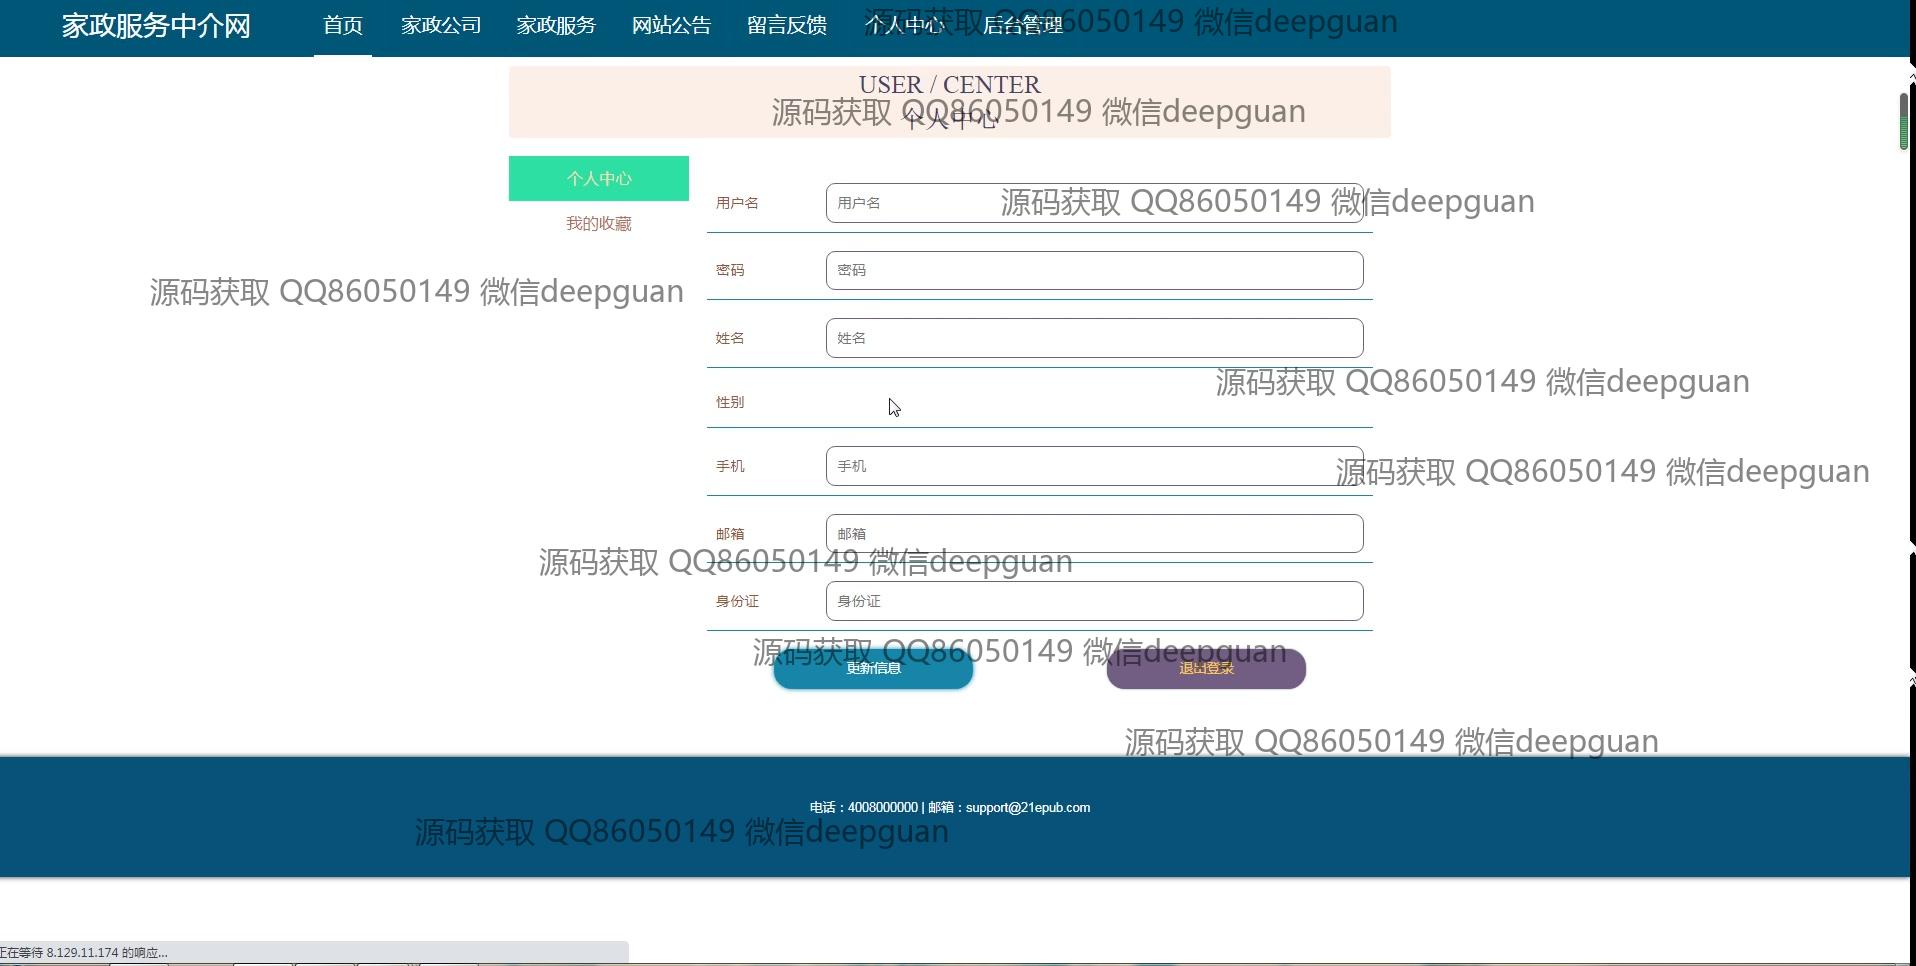 家政服务中介网 首页 家政公司 家政服务 网站公告 留言反馈 个人中心 后台管理
源码获取 QQ86050149 微信deepguan
USER / CENTER
源码获取 QQ86050149 微信deepguan
个人中心
个人中心
我的收藏
用户名 用户名
源码获取 QQ86050149 微信deepguan
密码 密码
源码获取 QQ86050149 微信deepguan
姓名 姓名
源码获取 QQ86050149 微信deepguan
性别
手机 手机
源码获取 QQ86050149 微信deepguan
邮箱 邮箱
源码获取 QQ86050149 微信deepguan
身份证 身份证
源码获取 QQ86050149 微信deepguan
更新信息 退出登录
源码获取 QQ86050149 微信deepguan
电话：4008000000 | 邮箱：support@21epub.com
源码获取 QQ86050149 微信deepguan
正在等待 8.129.11.174 的响应...